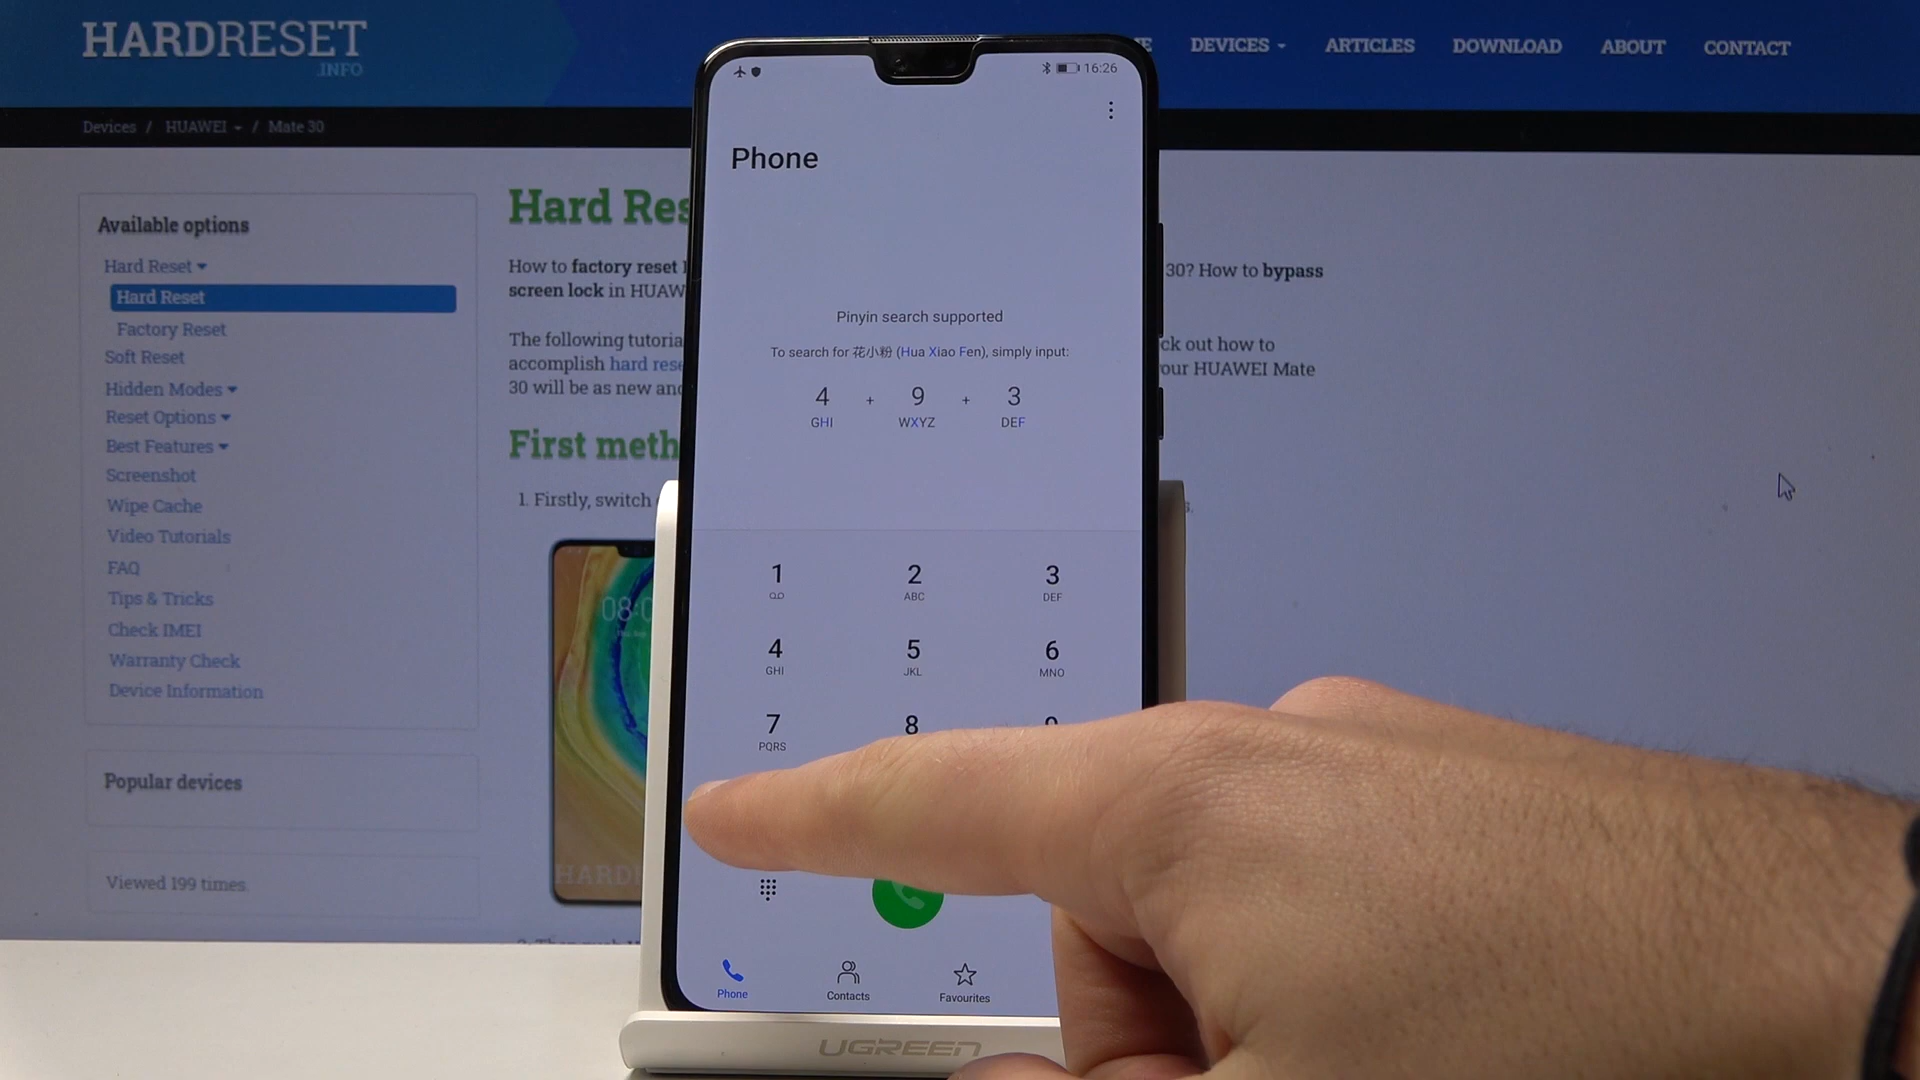 HARDRESET
.INFO
DEVICES
ARTICLES
DOWNLOAD
ABOUT
CONTACT
Devices / HUAWEI / Mate 30
Available options
Hard Reset
Hard Reset
Factory Reset
Soft Reset
Hidden Modes
Reset Options
Best Features
Screenshot
Wipe Cache
Video Tutorials
FAQ
Tips & Tricks
Check IMEI
Warranty Check
Device Information
Popular devices
Viewed 199 times.
Hard Res
How to factory reset
30? How to bypass
screen lock in HUAW
The following tutoria
ck out how to
accomplish hard rese
our HUAWEI Mate
30 will be as new and
First meth
1. Firstly, switch
08:0
HARD
16:26
Phone
Pinyin search supported
To search for 花小粉 (Hua Xiao Fen), simply input:
4 + 9 + 3
GHI WXYZ DEF
1 2 3
ABC DEF
4 5 6
GHI JKL MNO
7 8 9
PQRS
Phone Contacts Favourites
UGREEN